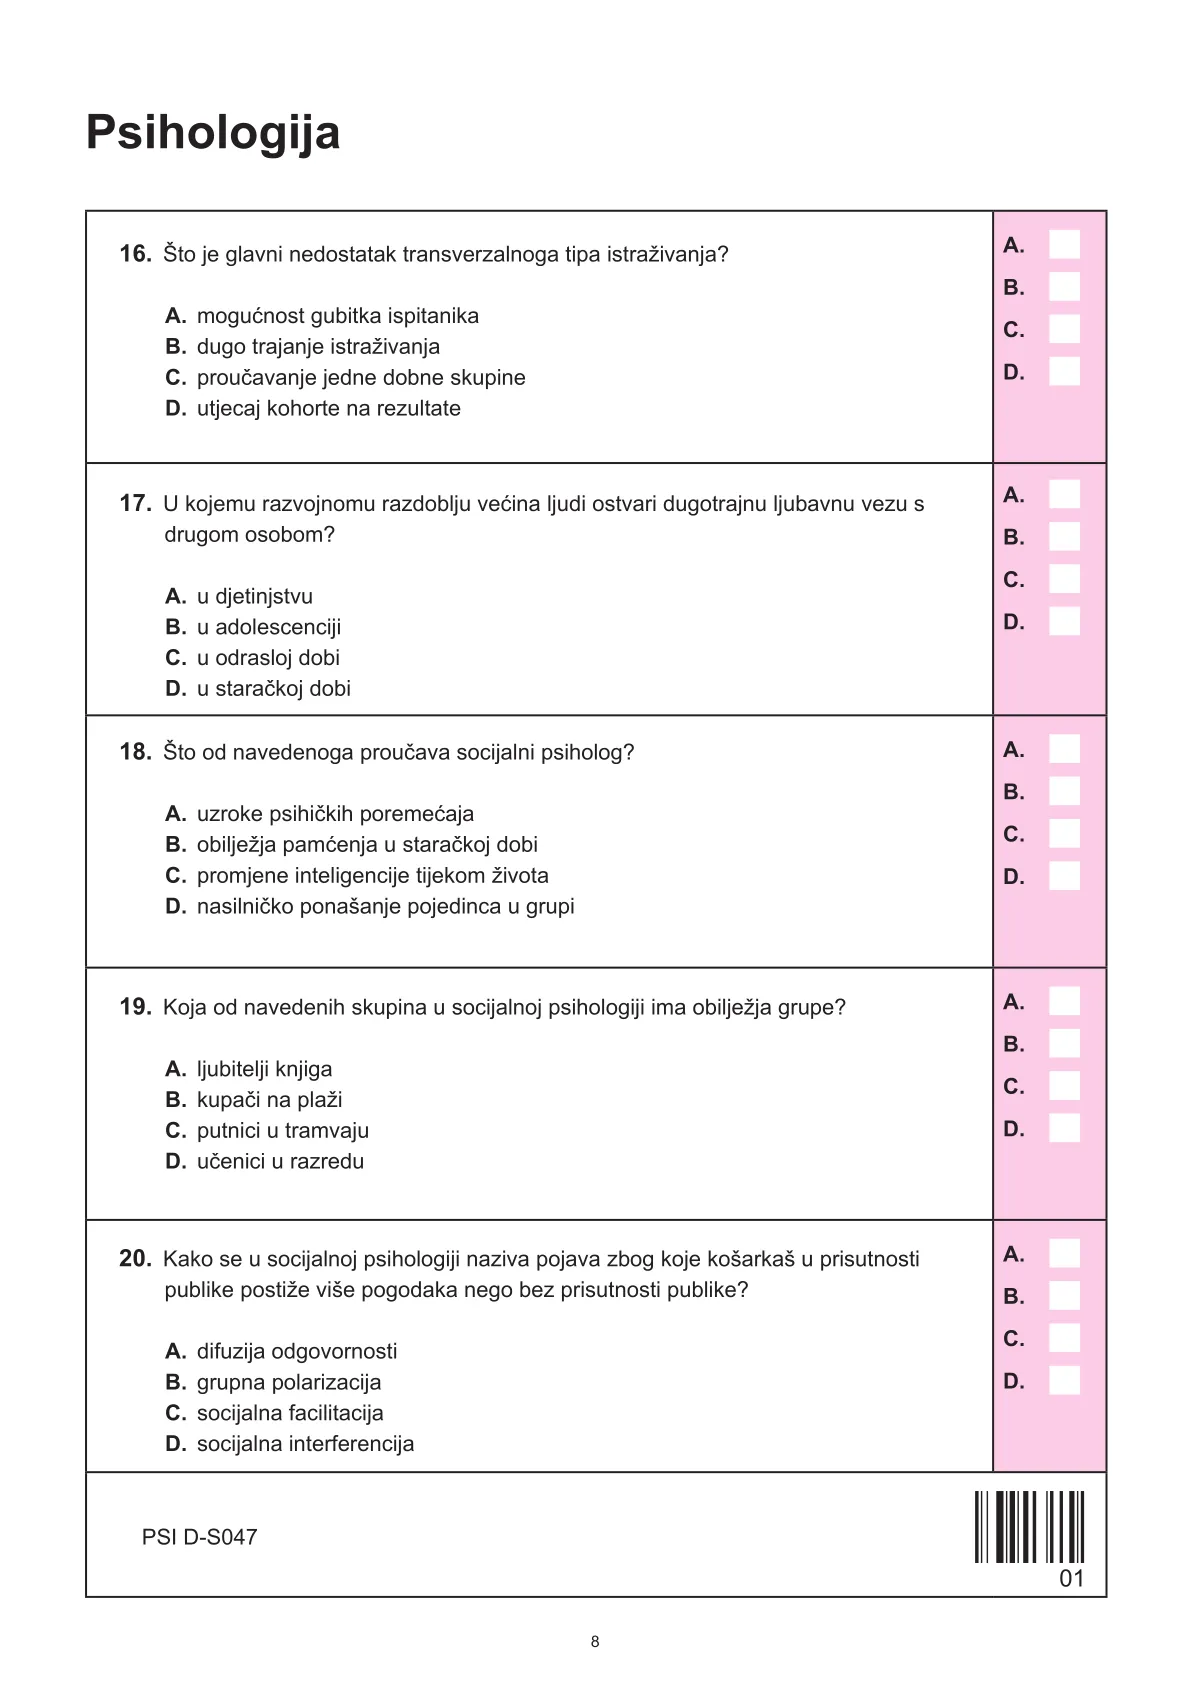 Psihologija
16. Što je glavni nedostatak transverzalnoga tipa istraživanja?
A. mogućnost gubitka ispitanika
B. dugo trajanje istraživanja
C. proučavanje jedne dobne skupine
D. utjecaj kohorte na rezultate
A.
B.
C.
D.
17. U kojemu razvojnomu razdoblju većina ljudi ostvari dugotrajnu ljubavnu vezu s
drugom osobom?
A. u djetinjstvu
B. u adolescenciji
C. u odrasloj dobi
D. u staračkoj dobi
A.
B.
C.
D.
18. Što od navedenoga proučava socijalni psiholog?
A. uzroke psihičkih poremećaja
B. obilježja pamćenja u staračkoj dobi
C. promjene inteligencije tijekom života
D. nasilničko ponašanje pojedinca u grupi
A.
B.
C.
D.
19. Koja od navedenih skupina u socijalnoj psihologiji ima obilježja grupe?
A. ljubitelji knjiga
B. kupači na plaži
C. putnici u tramvaju
D. učenici u razredu
A.
B.
C.
D.
20. Kako se u socijalnoj psihologiji naziva pojava zbog koje košarkaš u prisutnosti
publike postiže više pogodaka nego bez prisutnosti publike?
A. difuzija odgovornosti
B. grupna polarizacija
C. socijalna facilitacija
D. socijalna interferencija
A.
B.
C.
D.
PSI D-S047
01
8